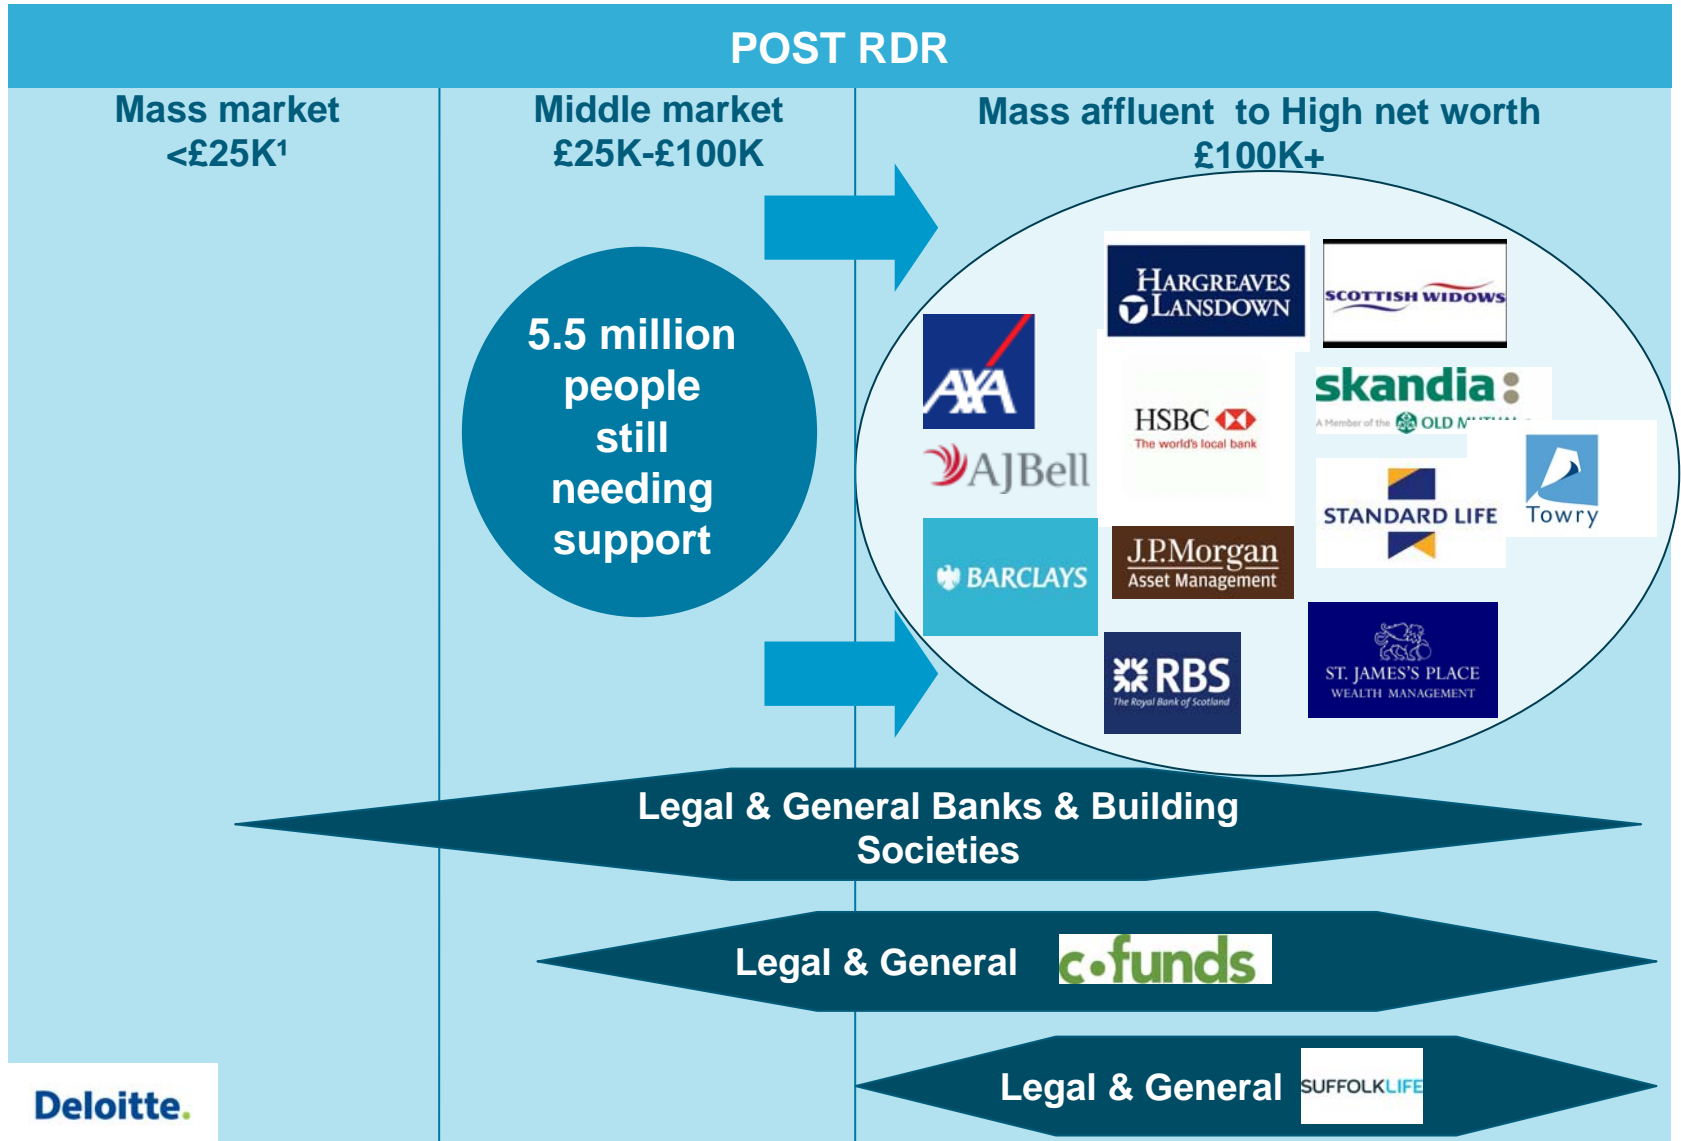 POST RDR
Mass market
<£25K¹
Middle market
£25K-£100K
Mass affluent to High net worth
£100K+
5.5 million
people
still
needing
support
HARGREAVES
LANSDOWN
SCOTTISH WIDOWS
AXA
HSBC
The world's local bank
skandia:
A Member of the OLD
AJBell
STANDARD LIFE
Towry
BARCLAYS
J.P.Morgan
Asset Management
RBS
The Royal Bank of Scotland
ST. JAMES'S PLACE
WEALTH MANAGEMENT
Legal & General Banks & Building
Societies
Legal & General c•funds
Legal & General SUFFOLKLIFE
Deloitte.